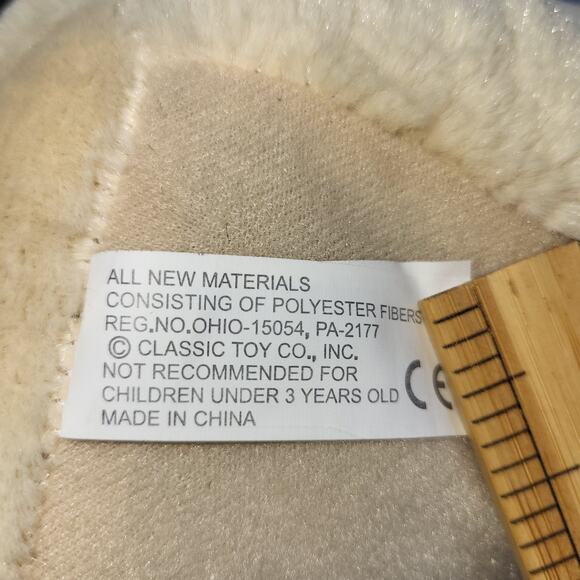 ALL NEW MATERIALS
CONSISTING OF POLYESTER FIBERS
REG.NO.OHIO-15054, PA-2177
© CLASSIC TOY CO., INC.
NOT RECOMMENDED FOR
CHILDREN UNDER 3 YEARS OLD CE
MADE IN CHINA